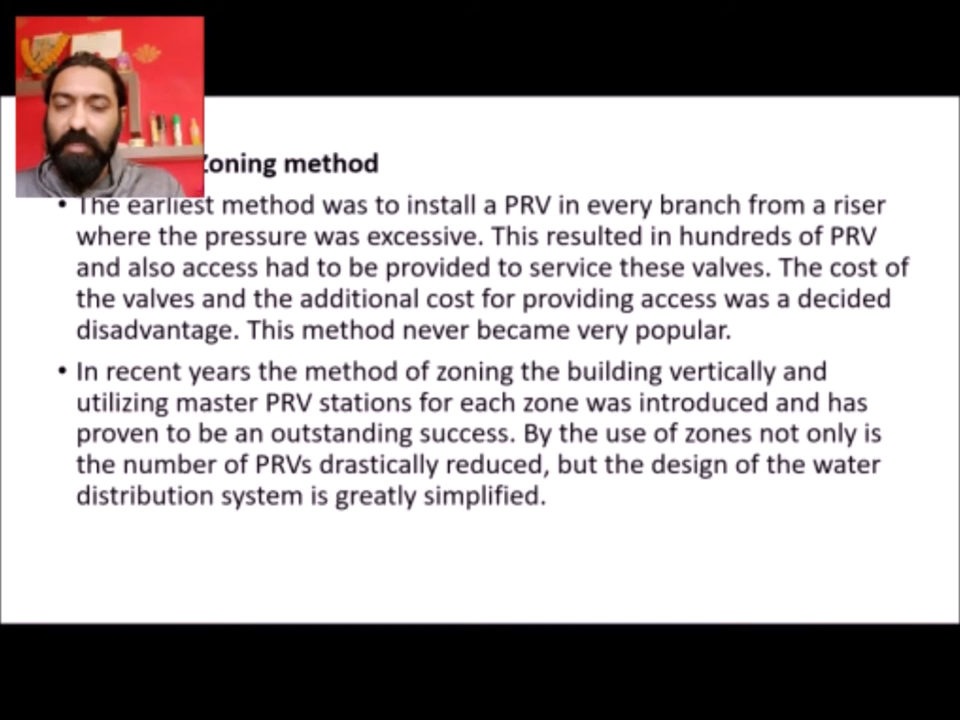 Zoning method
• The earliest method was to install a PRV in every branch from a riser
where the pressure was excessive. This resulted in hundreds of PRV
and also access had to be provided to service these valves. The cost of
the valves and the additional cost for providing access was a decided
disadvantage. This method never became very popular.
• In recent years the method of zoning the building vertically and
utilizing master PRV stations for each zone was introduced and has
proven to be an outstanding success. By the use of zones not only is
the number of PRVs drastically reduced, but the design of the water
distribution system is greatly simplified.